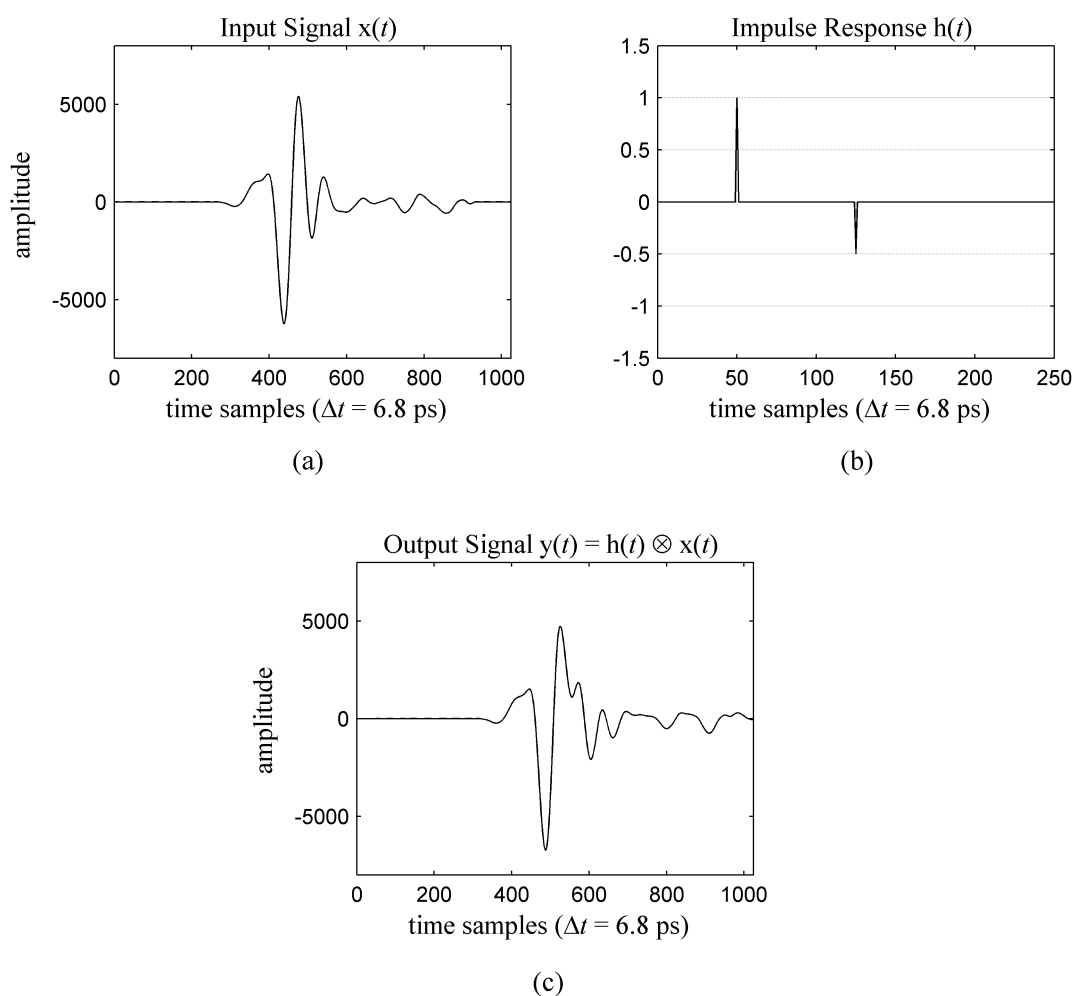 Input Signal x(t)
amplitude
5000
0
-5000
0 200 400 600 800 1000
time samples (Δt = 6.8 ps)
(a)
Impulse Response h(t)
1.5
1
0.5
0
-0.5
-1
-1.5
0 50 100 150 200 250
time samples (Δt = 6.8 ps)
(b)
Output Signal y(t) = h(t) ⊗ x(t)
amplitude
5000
0
-5000
0 200 400 600 800 1000
time samples (Δt = 6.8 ps)
(c)